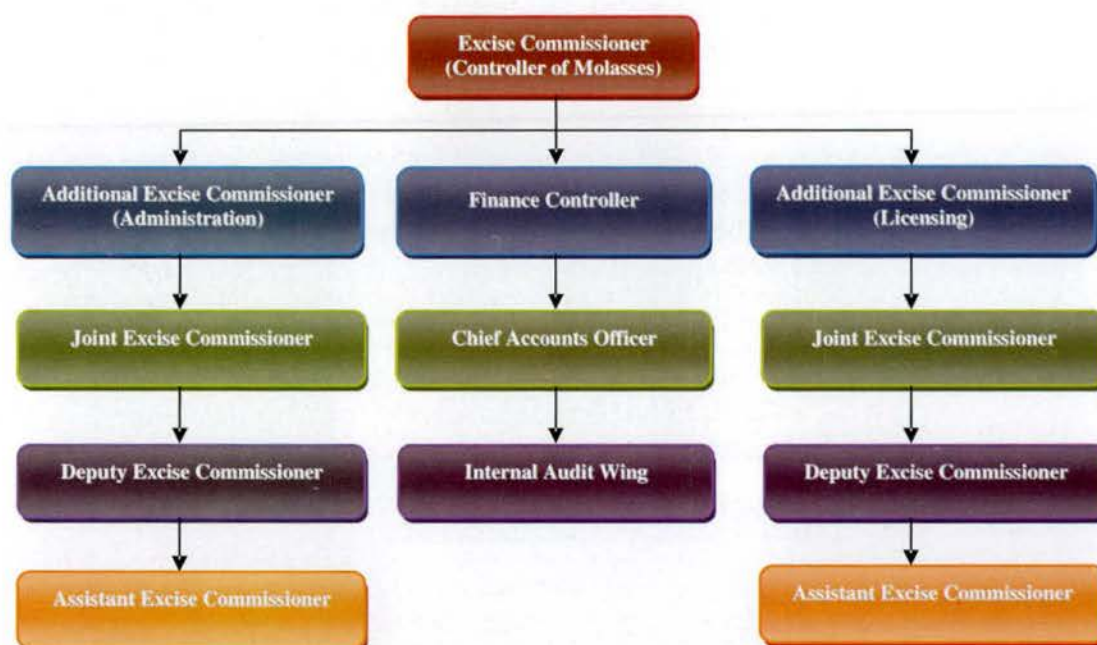 Excise Commissioner
(Controller of Molasses)
Additional Excise Commissioner
(Administration)
Finance Controller
Additional Excise Commissioner
(Licensing)
Joint Excise Commissioner
Chief Accounts Officer
Joint Excise Commissioner
Deputy Excise Commissioner
Internal Audit Wing
Deputy Excise Commissioner
Assistant Excise Commissioner
Assistant Excise Commissioner